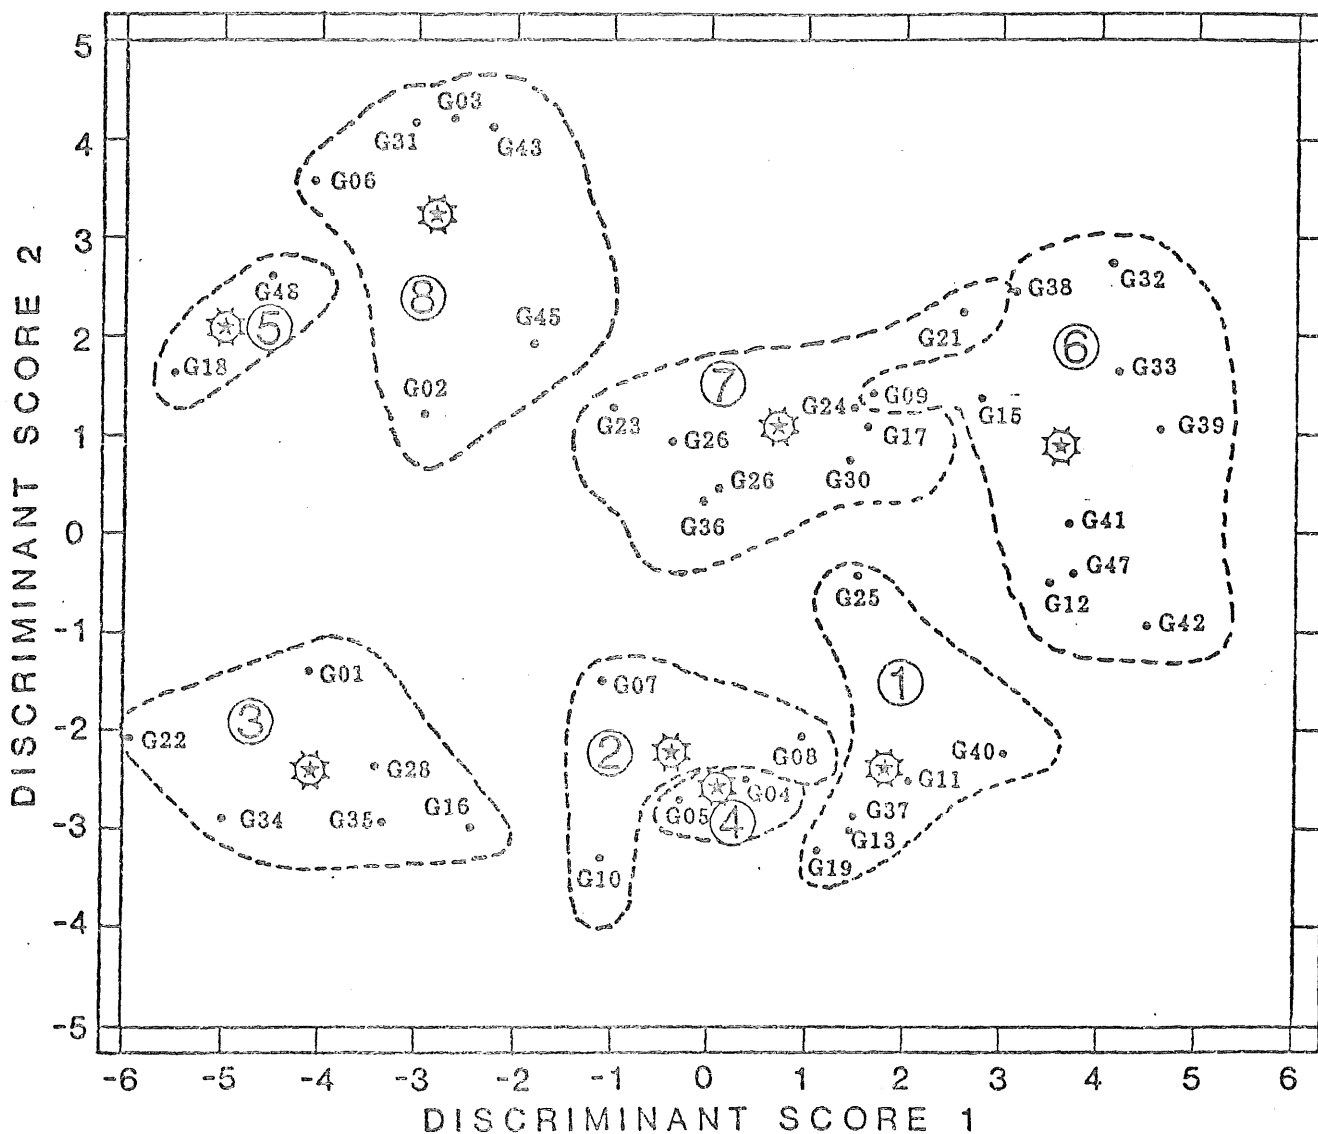 DISCRIMINANT SCORE 2
5
4
3
2
1
0
-1
-2
-3
-4
-5
G03
G31
G43
G06
8
G45
G02
G48
5
G18
G38
G32
G21
6
G33
G15
G39
G41
G47
G12
G42
7
G24
G09
G23
G26
G17
G26
G30
G36
G25
1
G40
G11
G37
G13
G19
G01
3
G22
G28
G34
G35
G16
G07
2
G08
G04
G05
4
G10
-6 -5 -4 -3 -2 -1 0 1 2 3 4 5 6
DISCRIMINANT SCORE 1